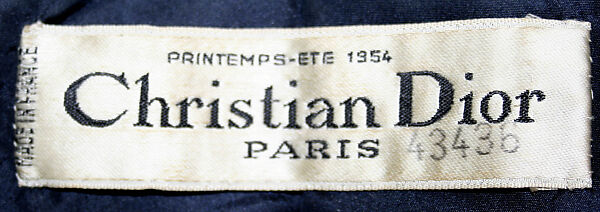 PRINTEMPS-ETE 1954
Christian Dior
PARIS
43436
MADE IN FRANCE